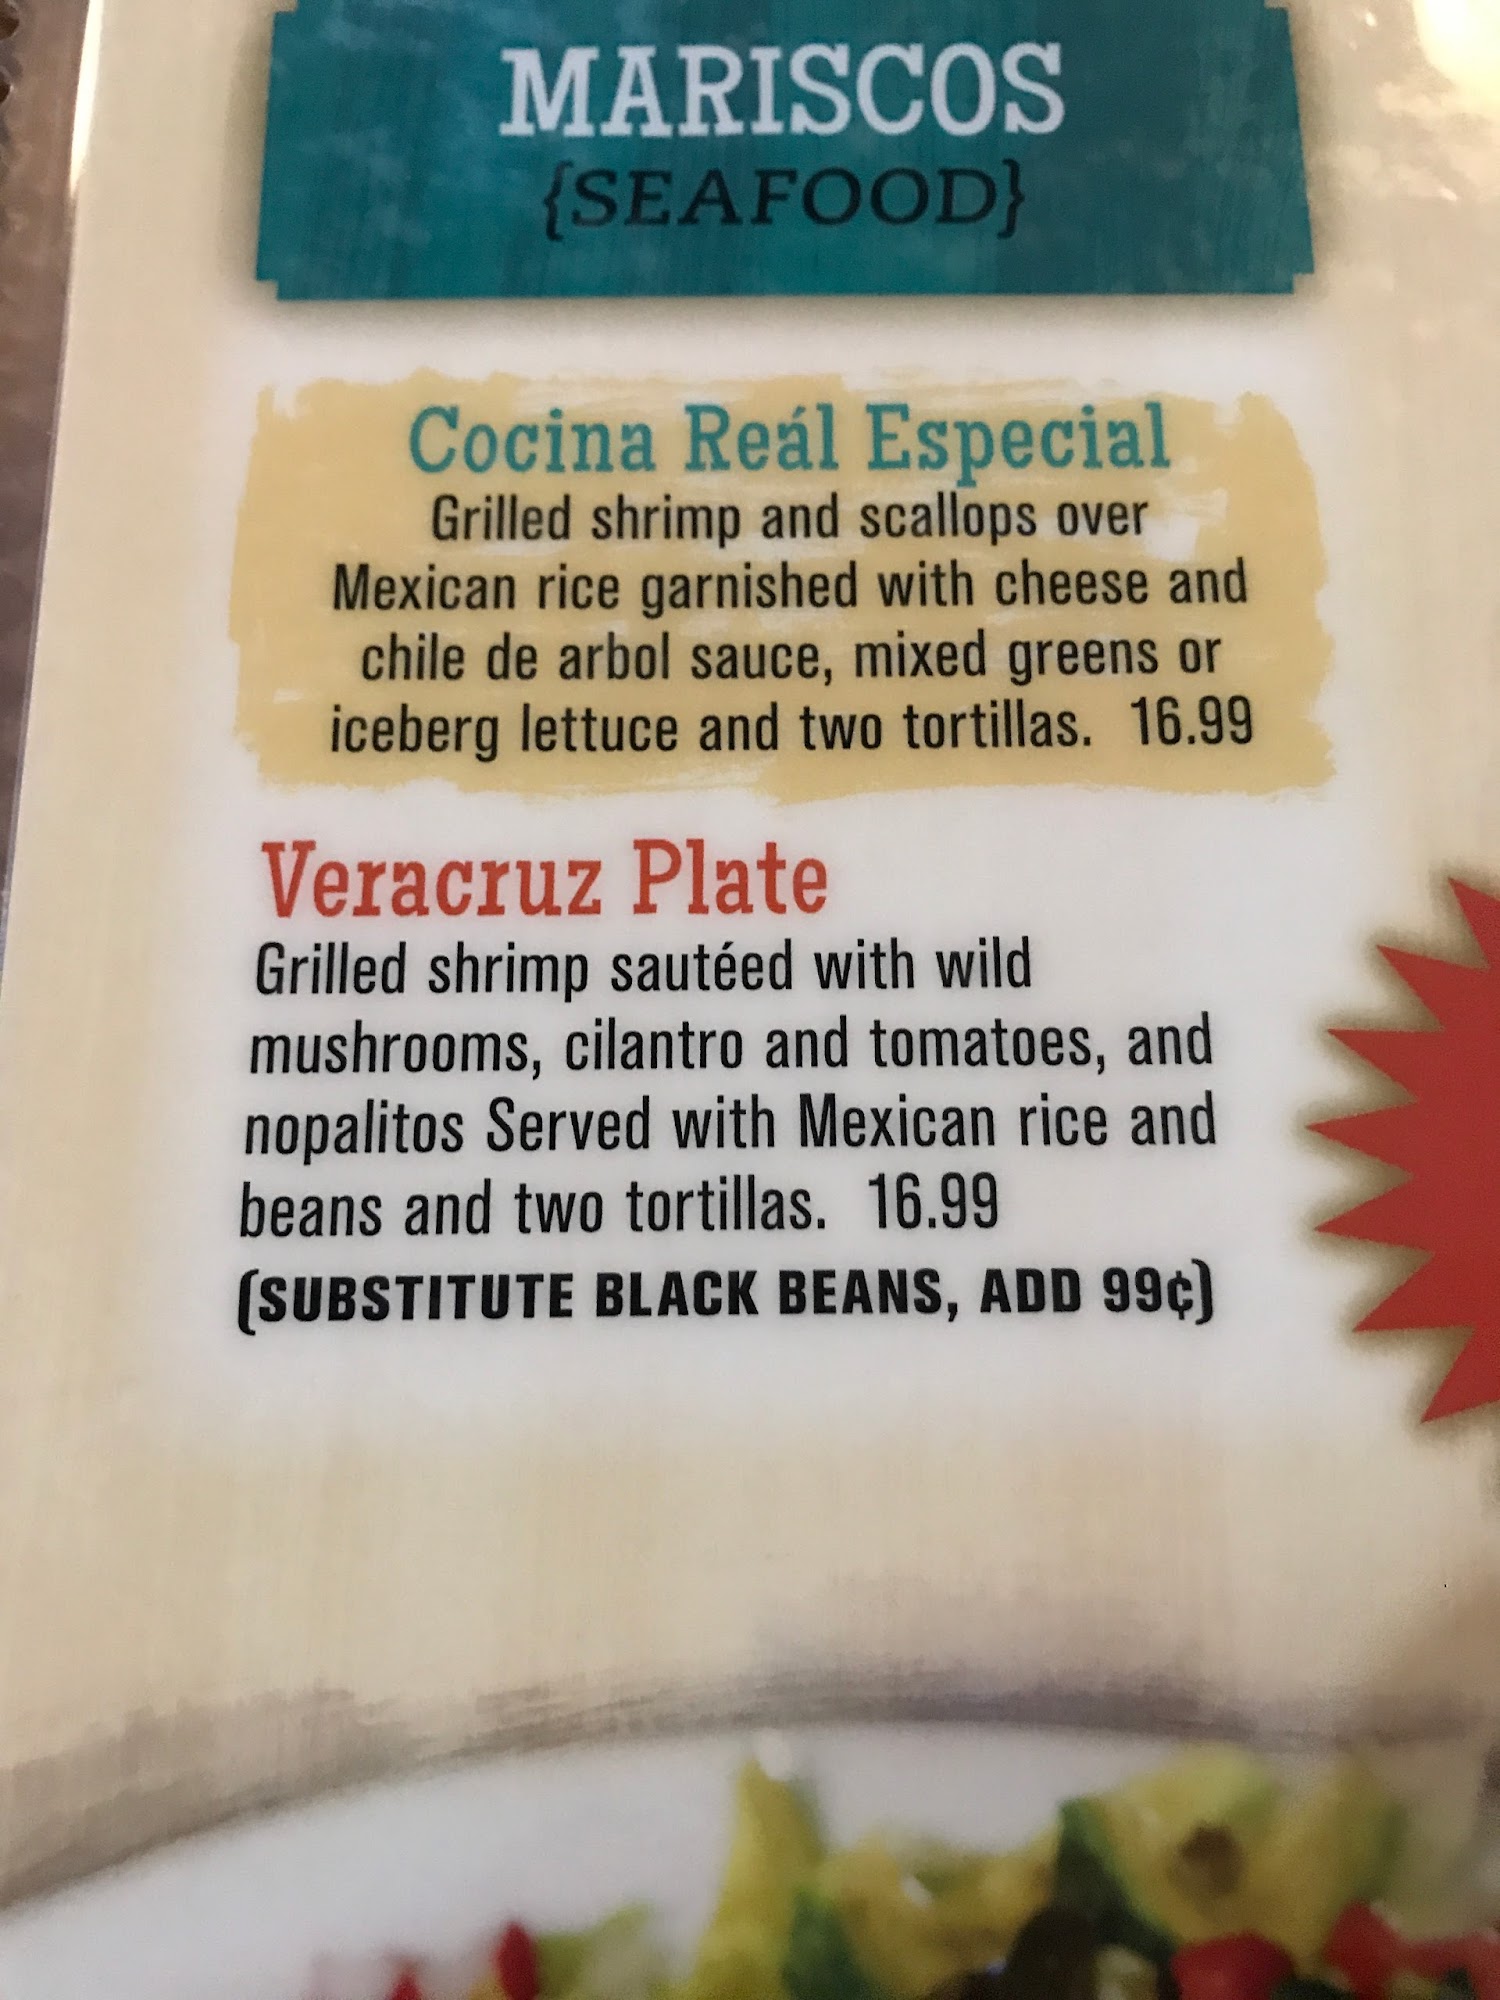 MARISCOS
{SEAFOOD}
Cocina Reál Especial
Grilled shrimp and scallops over
Mexican rice garnished with cheese and
chile de arbol sauce, mixed greens or
iceberg lettuce and two tortillas. 16.99
Veracruz Plate
Grilled shrimp sautéed with wild
mushrooms, cilantro and tomatoes, and
nopalitos Served with Mexican rice and
beans and two tortillas. 16.99
(SUBSTITUTE BLACK BEANS, ADD 99¢)